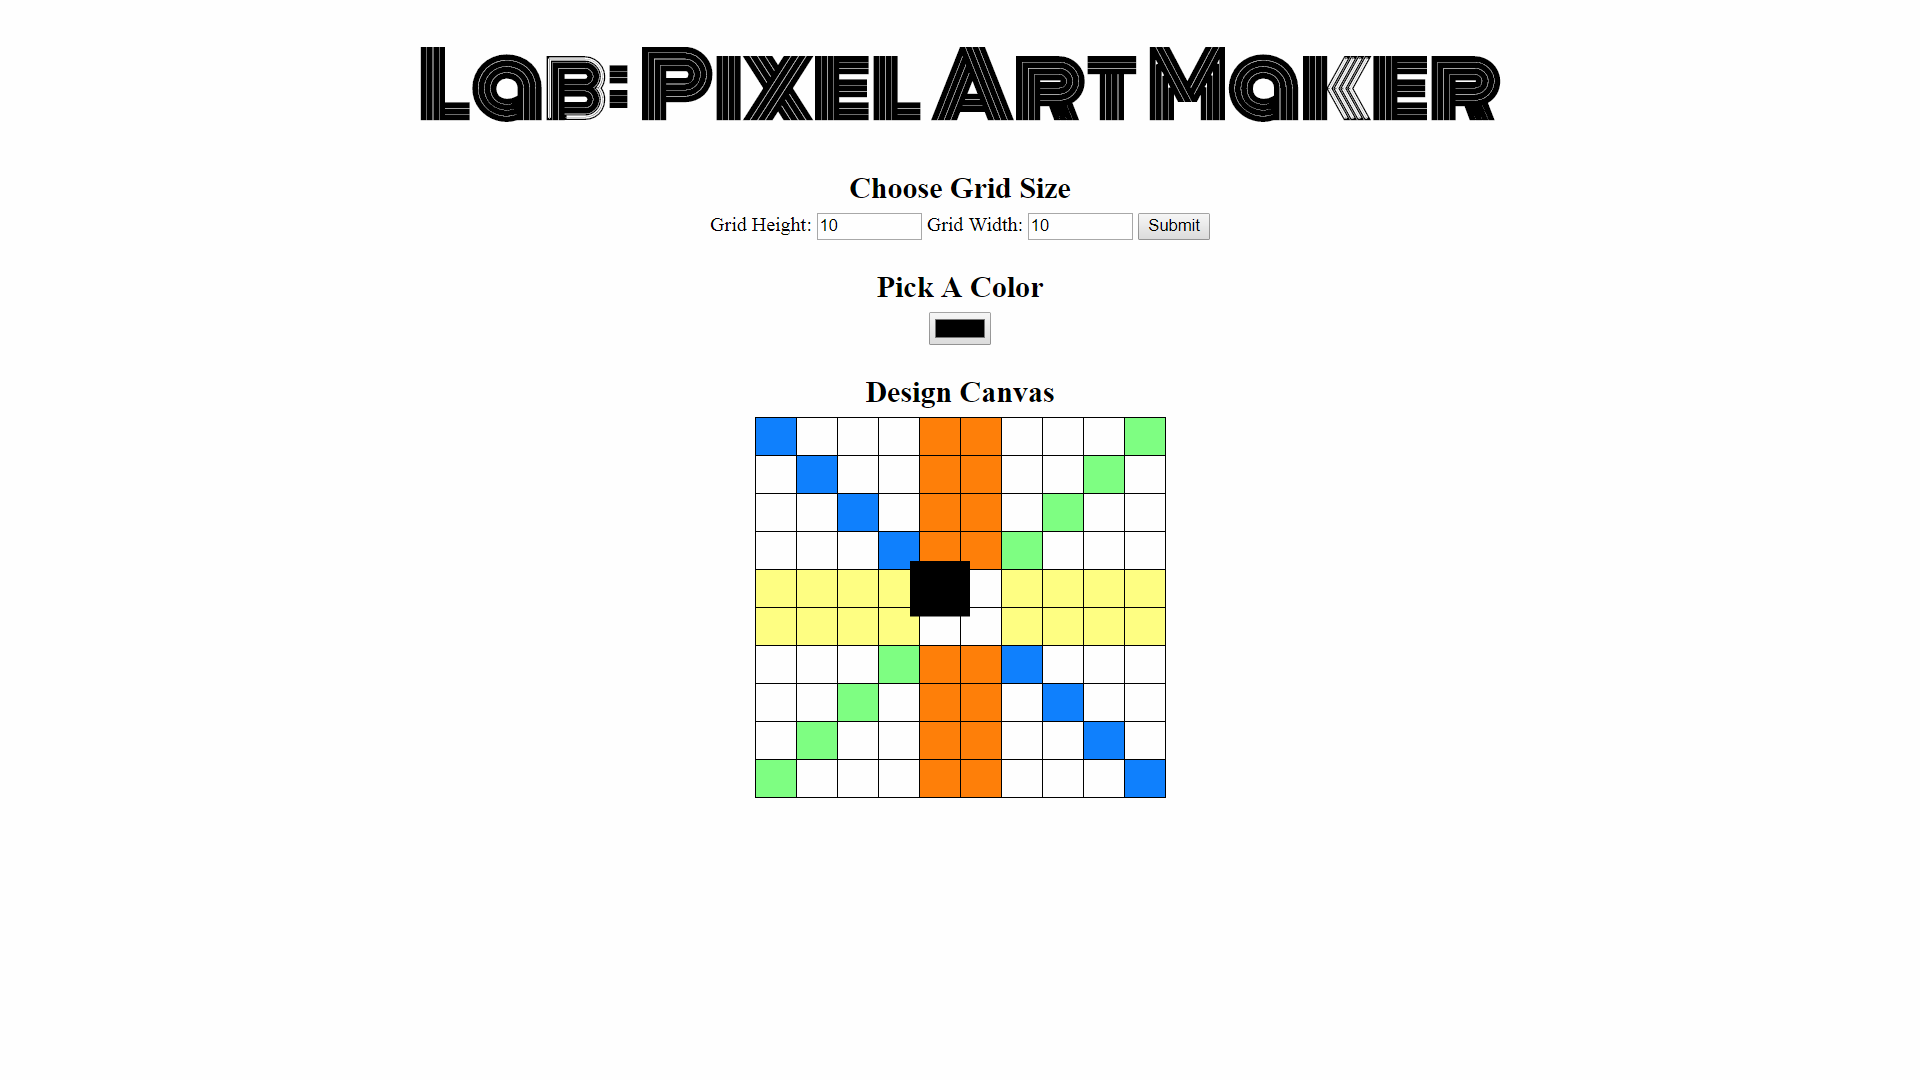 Lab: Pixel Art Maker
Choose Grid Size
Grid Height: 10 Grid Width: 10 Submit
Pick A Color
Design Canvas